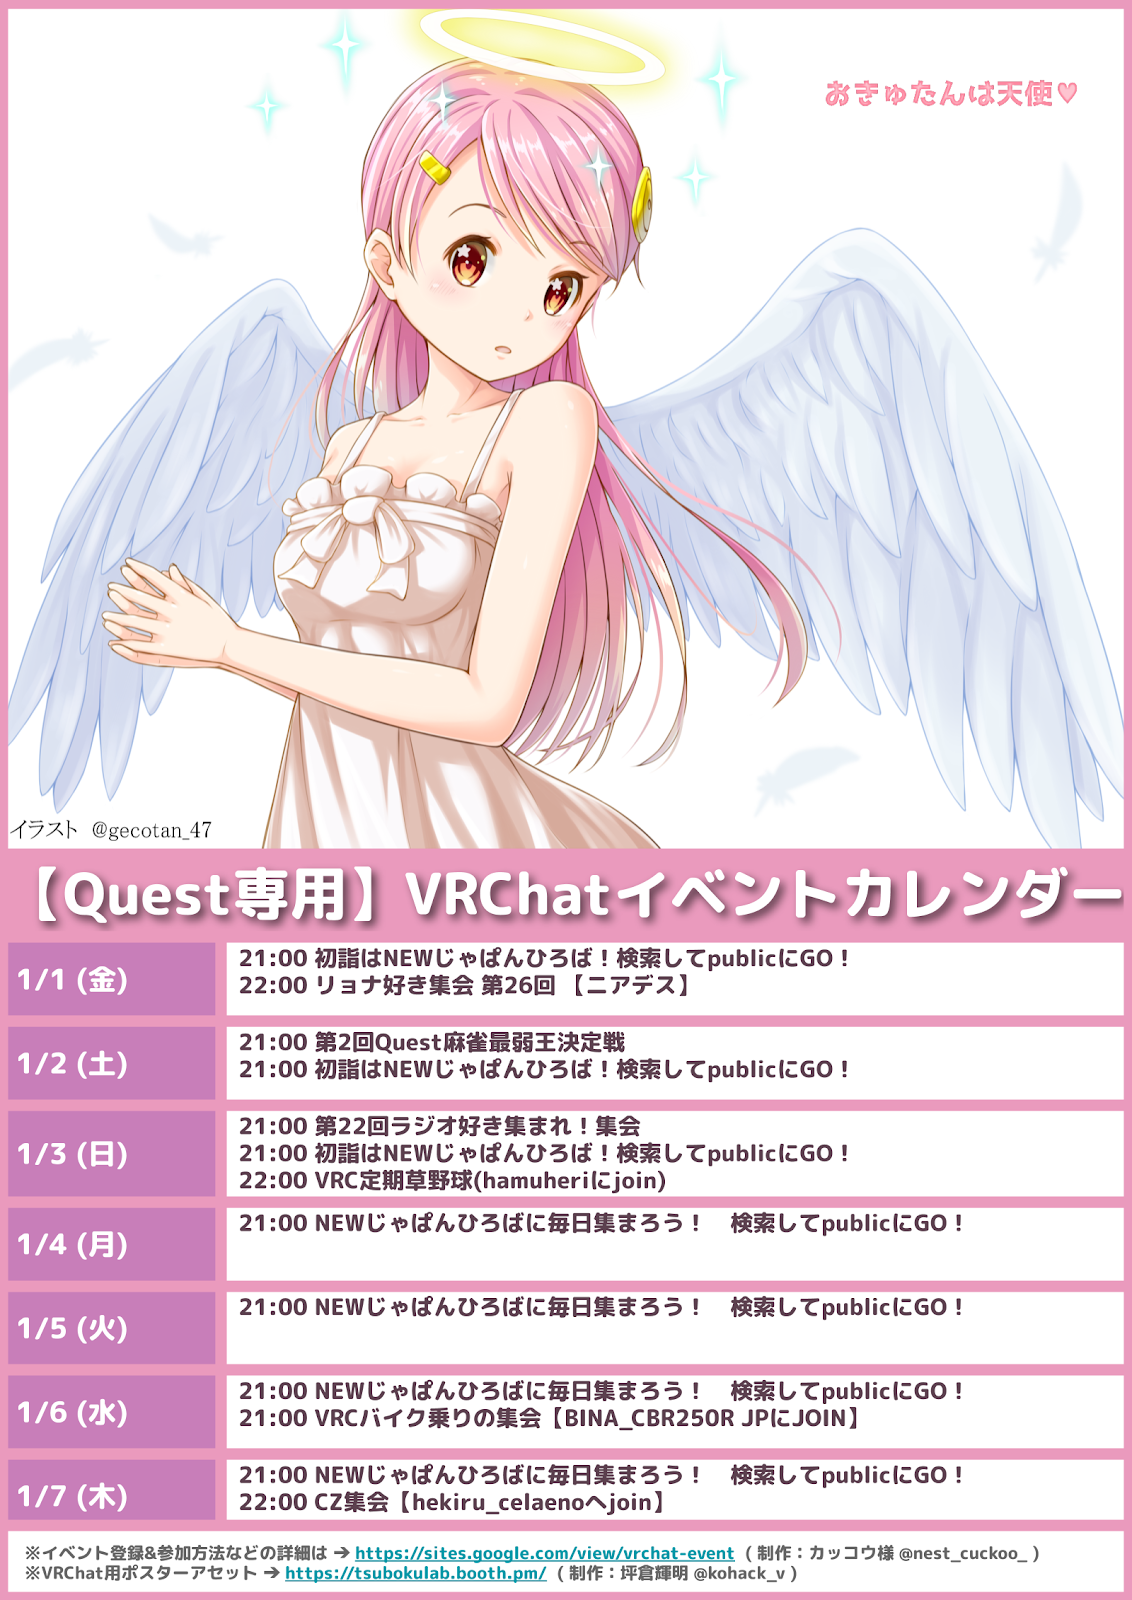 おきゅたんは天使♡
イラスト @gecotan_47
【Quest専用】VRChatイベントカレンダー
1/1 (金)
21:00 初詣はNEWじゃぱんひろば！検索してpublicにGO！
22:00 リョナ好き集会 第26回 【ニアデス】
1/2 (土)
21:00 第2回Quest麻雀最弱王決定戦
21:00 初詣はNEWじゃぱんひろば！検索してpublicにGO！
1/3 (日)
21:00 第22回ラジオ好き集まれ！集会
21:00 初詣はNEWじゃぱんひろば！検索してpublicにGO！
22:00 VRC定期草野球(hamuheriにjoin)
1/4 (月)
21:00 NEWじゃぱんひろばに毎日集まろう！　検索してpublicにGO！
1/5 (火)
21:00 NEWじゃぱんひろばに毎日集まろう！　検索してpublicにGO！
1/6 (水)
21:00 NEWじゃぱんひろばに毎日集まろう！　検索してpublicにGO！
21:00 VRCバイク乗りの集会【BINA_CBR250R JPにJOIN】
1/7 (木)
21:00 NEWじゃぱんひろばに毎日集まろう！　検索してpublicにGO！
22:00 CZ集会【hekiru_celaenoへjoin】
※イベント登録&参加方法などの詳細は ➔ https://sites.google.com/view/vrchat-event ( 制作：カッコウ様 @nest_cuckoo_ )
※VRChat用ポスターアセット ➔ https://tsubokulab.booth.pm/ ( 制作：坪倉輝明 @kohack_v )